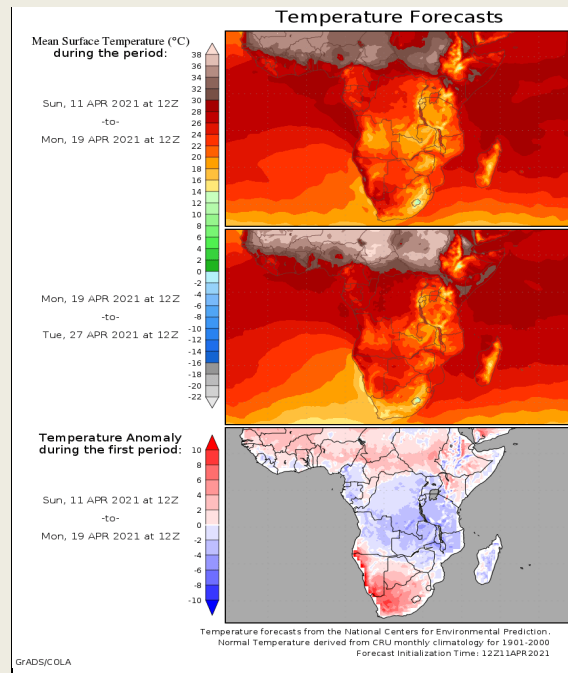 Temperature Forecasts
Mean Surface Temperature (°C)
during the period:
Sun, 11 APR 2021 at 12Z
-to-
Mon, 19 APR 2021 at 12Z
38
36
34
32
30
28
26
24
22
20
18
16
14
12
10
8
6
4
2
0
-2
-4
-6
-8
-10
-12
-14
-16
-18
-20
-22
Mon, 19 APR 2021 at 12Z
-to-
Tue, 27 APR 2021 at 12Z
Temperature Anomaly
during the first period:
Sun, 11 APR 2021 at 12Z
-to-
Mon, 19 APR 2021 at 12Z
10
8
6
4
2
0
-2
-4
-6
-8
-10
Temperature forecasts from the National Centers for Environmental Prediction.
Normal Temperature derived from CRU monthly climatology for 1901-2000
Forecast Initialization Time: 12Z11APR2021
GrADS/COLA